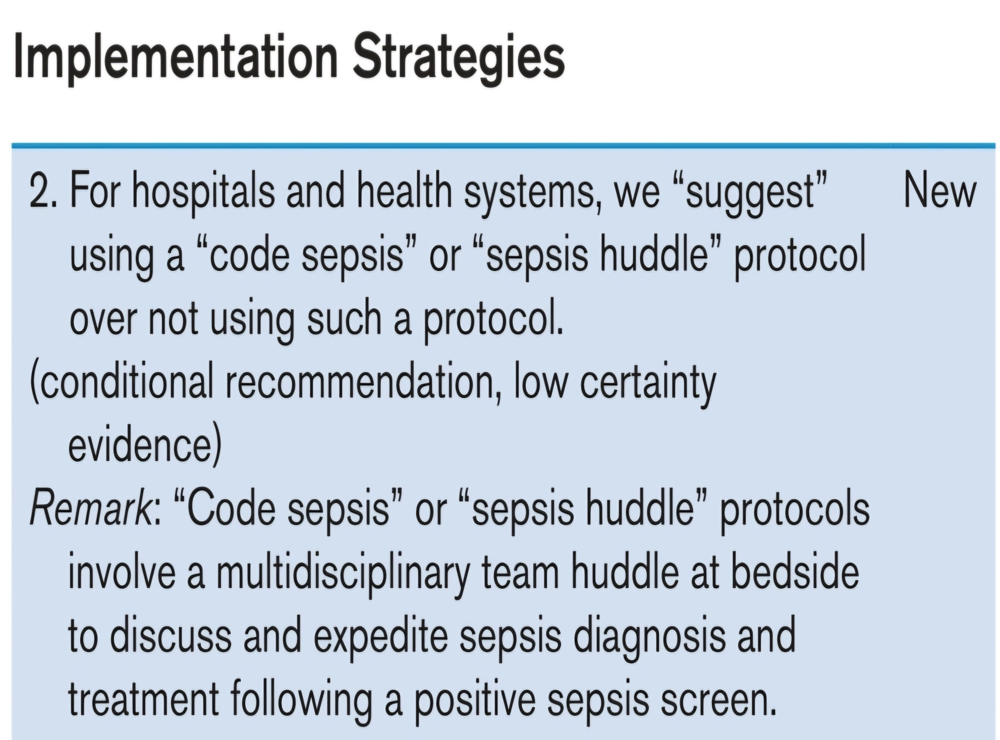 Implementation Strategies
2. For hospitals and health systems, we “suggest” New
using a “code sepsis” or “sepsis huddle” protocol
over not using such a protocol.
(conditional recommendation, low certainty
evidence)
Remark: “Code sepsis” or “sepsis huddle” protocols
involve a multidisciplinary team huddle at bedside
to discuss and expedite sepsis diagnosis and
treatment following a positive sepsis screen.